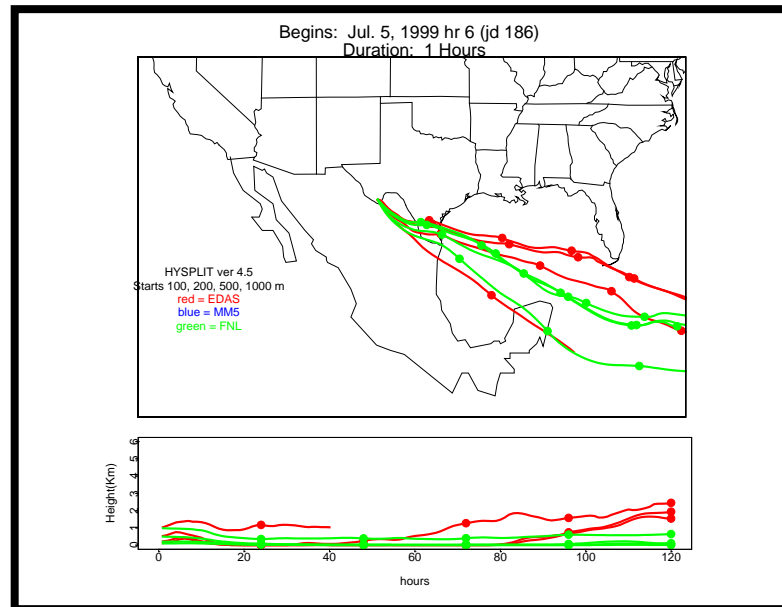 Begins: Jul. 5, 1999 hr 6 (jd 186)
Duration: 1 Hours
HYSPLIT ver 4.5
Starts 100, 200, 500, 1000 m
red = EDAS
blue = MM5
green = FNL
Height(Km)
6
5
4
3
2
1
0
0 20 40 60 80 100 120
hours